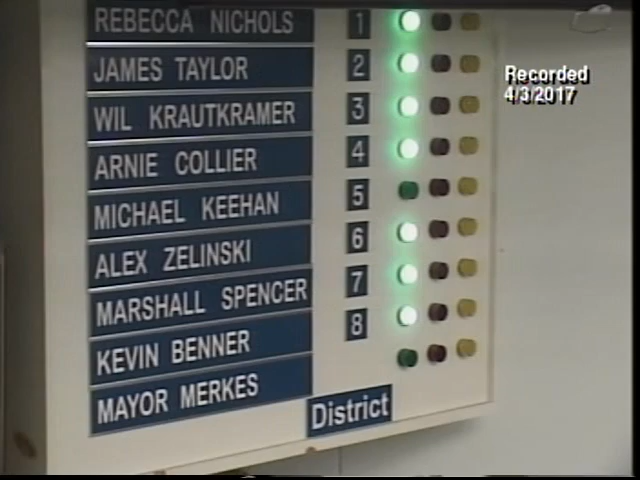 REBECCA NICHOLS 1
JAMES TAYLOR 2
WIL KRAUTKRAMER 3
ARNIE COLLIER 4
MICHAEL KEEHAN 5
ALEX ZELINSKI 6
MARSHALL SPENCER 7
KEVIN BENNER 8
MAYOR MERKES
District
Recorded
4/3/2017